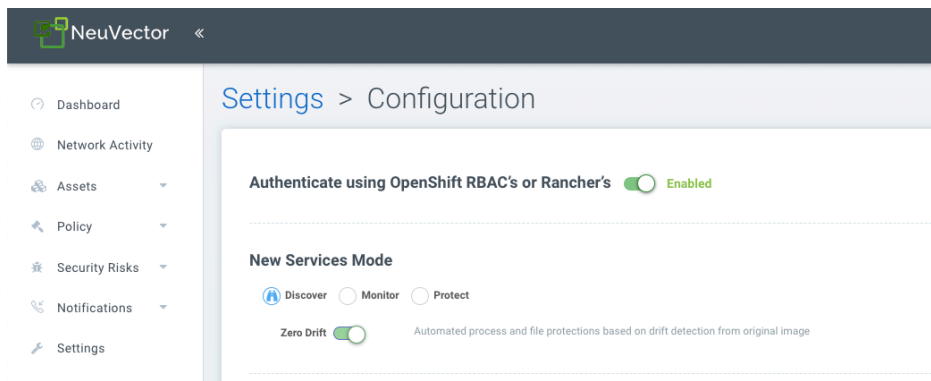 NeuVector «
Settings > Configuration
Dashboard
Network Activity
Assets
Policy
Security Risks
Notifications
Settings
Authenticate using OpenShift RBAC's or Rancher's Enabled
New Services Mode
Discover Monitor Protect
Zero Drift Automated process and file protections based on drift detection from original image